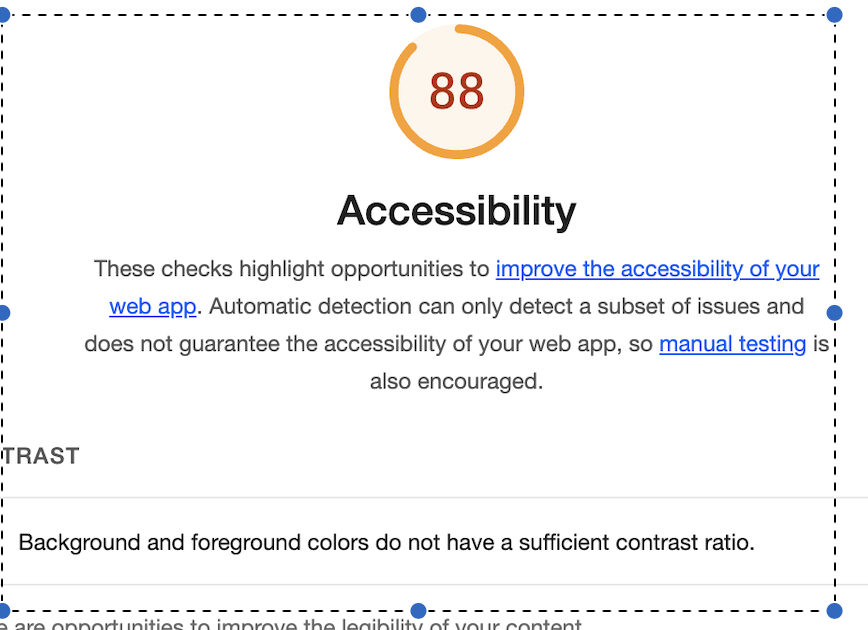 88
Accessibility
These checks highlight opportunities to improve the accessibility of your
web app. Automatic detection can only detect a subset of issues and
does not guarantee the accessibility of your web app, so manual testing is
also encouraged.
TRAST
Background and foreground colors do not have a sufficient contrast ratio.
e are opportunities to improve the legibility of your content.